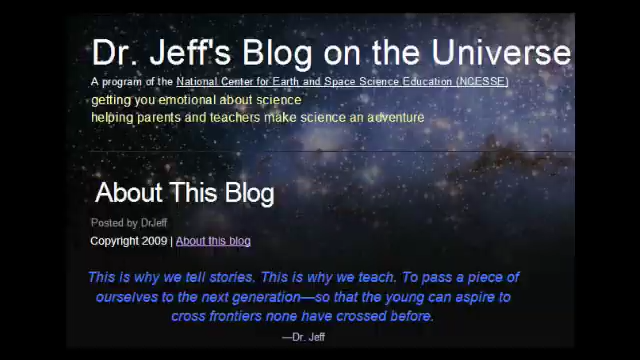 Dr. Jeff's Blog on the Universe
A program of the National Center for Earth and Space Science Education (NCESSE)
getting you emotional about science
helping parents and teachers make science an adventure
About This Blog
Posted by DrJeff
Copyright 2009 | About this blog
This is why we tell stories. This is why we teach. To pass a piece of
ourselves to the next generation—so that the young can aspire to
cross frontiers none have crossed before.
—Dr. Jeff